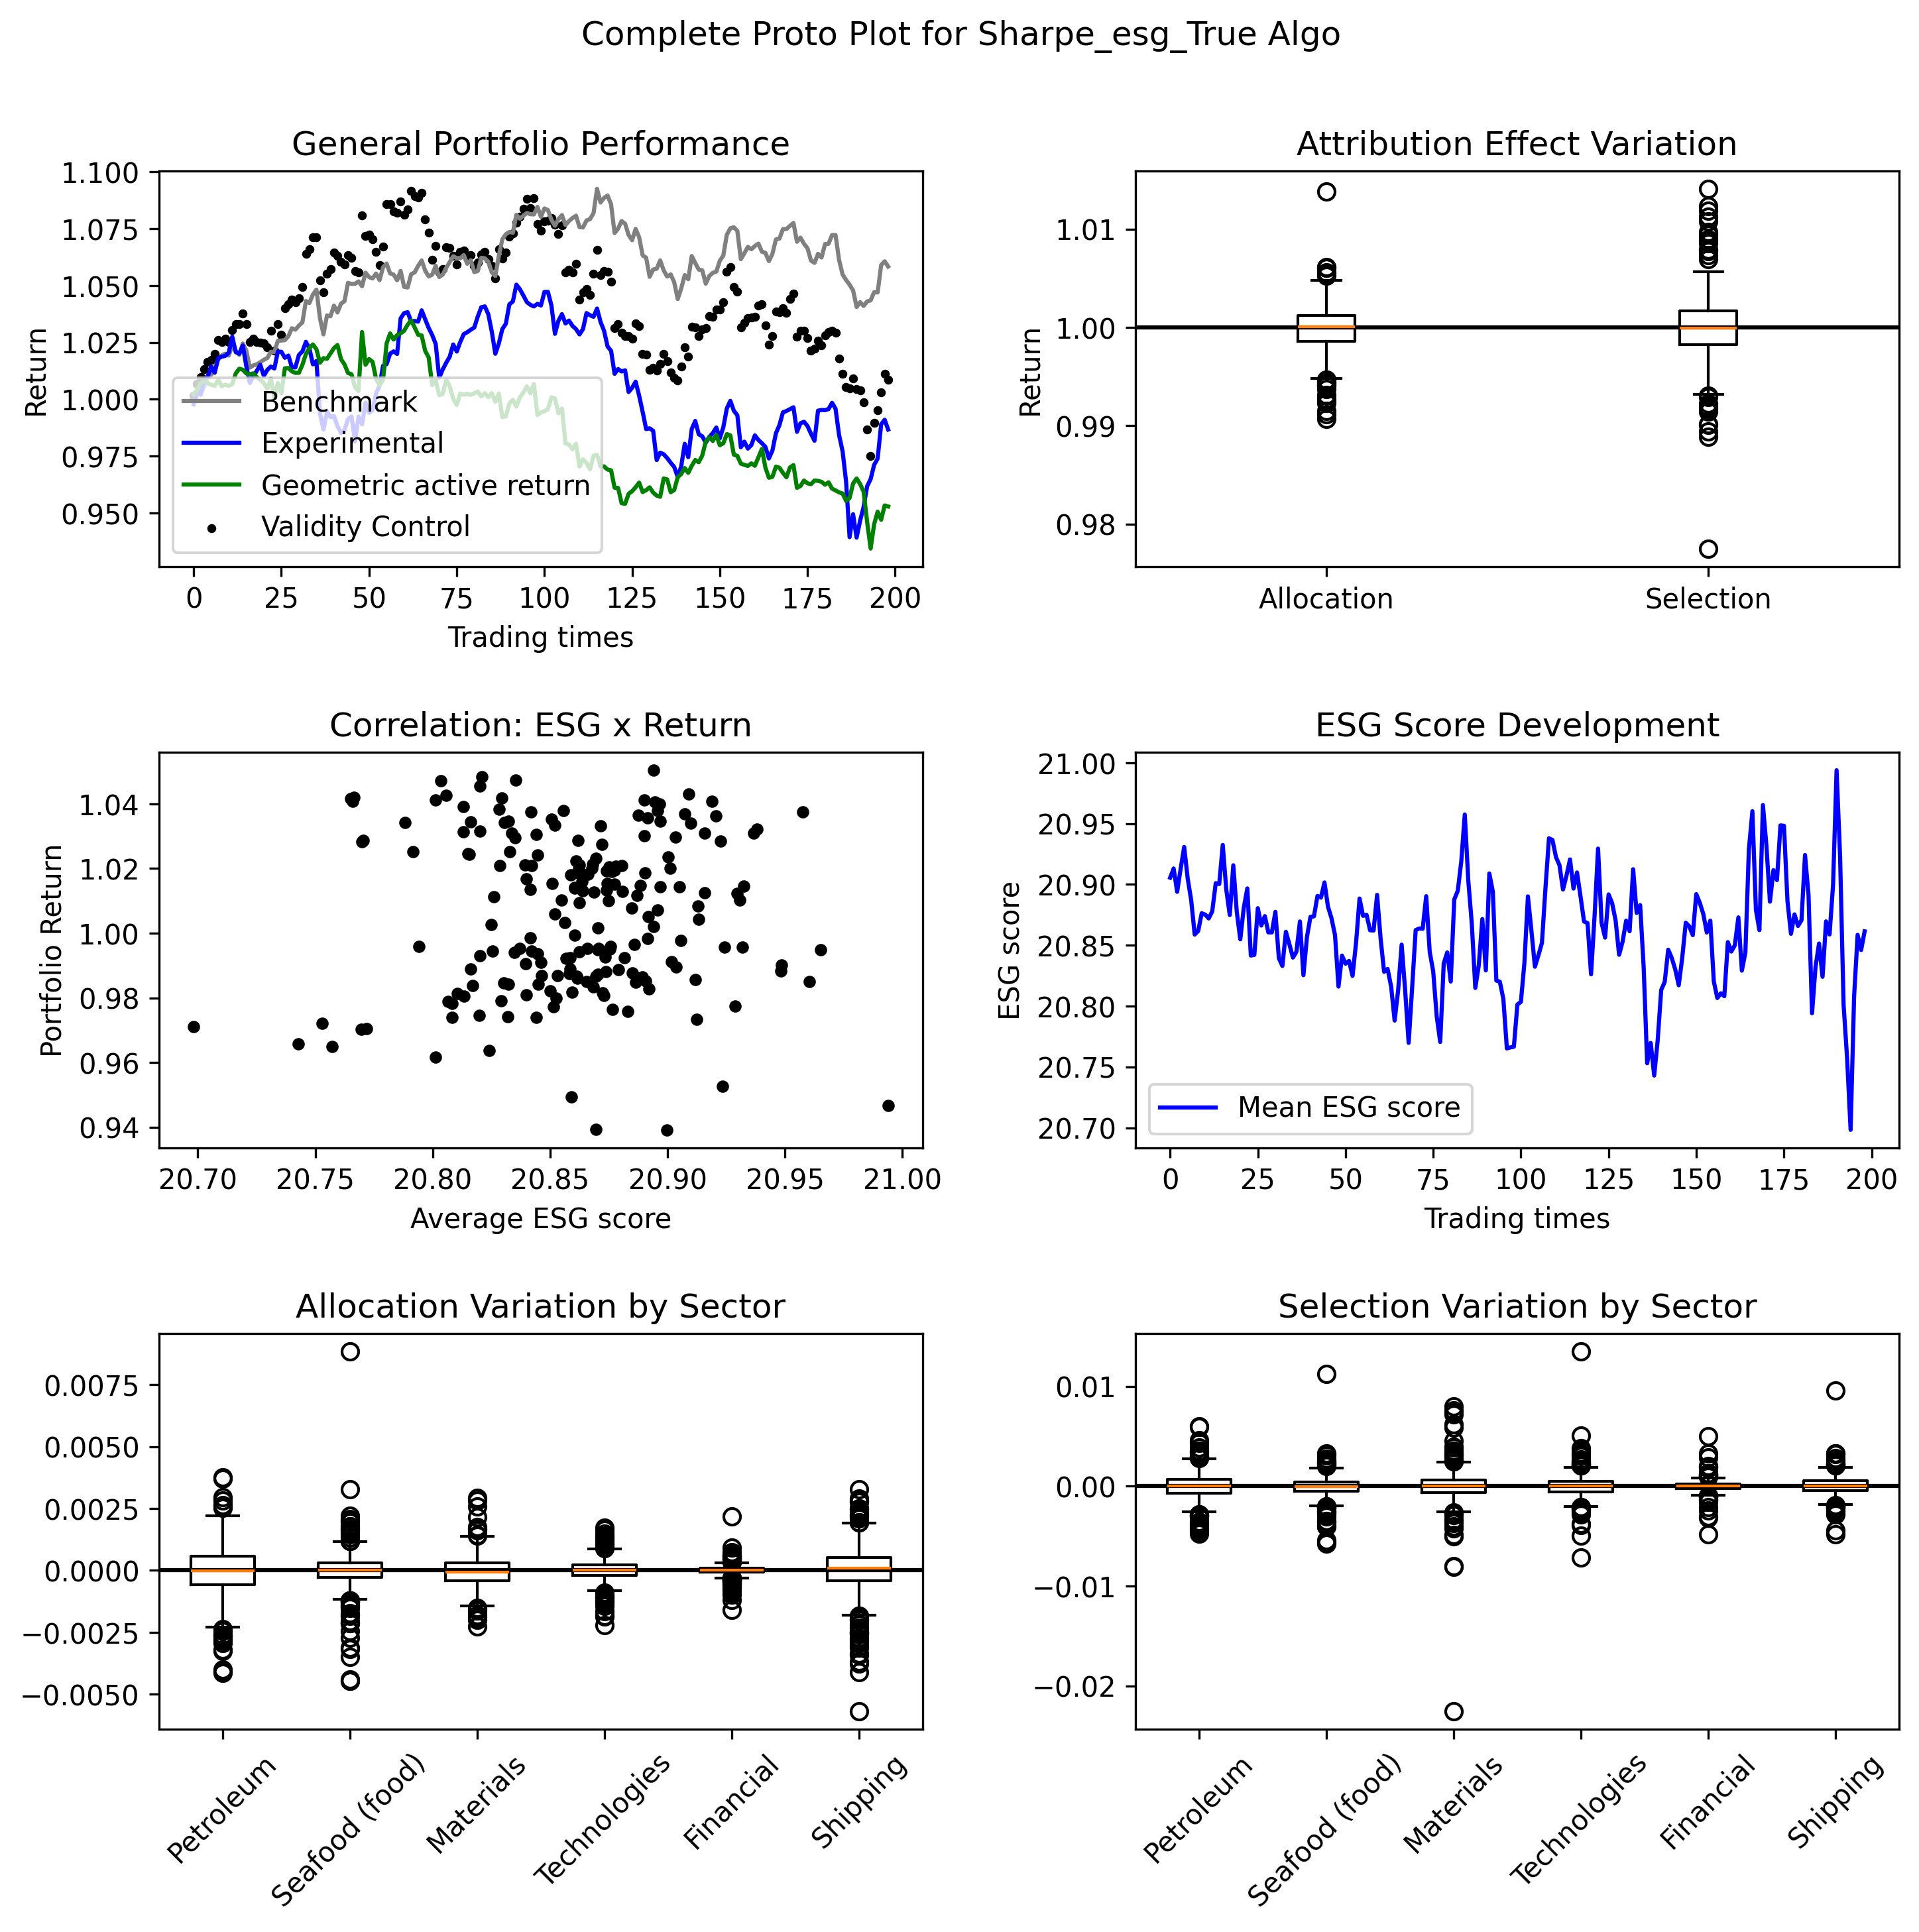 Complete Proto Plot for Sharpe_esg_True Algo
General Portfolio Performance
1.100
1.075
1.050
1.025
1.000
0.975
0.950
Return
Benchmark
Experimental
Geometric active return
Validity Control
0 25 50 75 100 125 150 175 200
Trading times
Attribution Effect Variation
1.01
1.00
0.99
0.98
Return
Allocation Selection
Correlation: ESG x Return
1.04
1.02
1.00
0.98
0.96
0.94
Portfolio Return
20.70 20.75 20.80 20.85 20.90 20.95 21.00
Average ESG score
ESG Score Development
21.00
20.95
20.90
20.85
20.80
20.75
20.70
ESG score
Mean ESG score
0 25 50 75 100 125 150 175 200
Trading times
Allocation Variation by Sector
0.0075
0.0050
0.0025
0.0000
−0.0025
−0.0050
Petroleum
Seafood (food)
Materials
Technologies
Financial
Shipping
Selection Variation by Sector
0.01
0.00
−0.01
−0.02
Petroleum
Seafood (food)
Materials
Technologies
Financial
Shipping